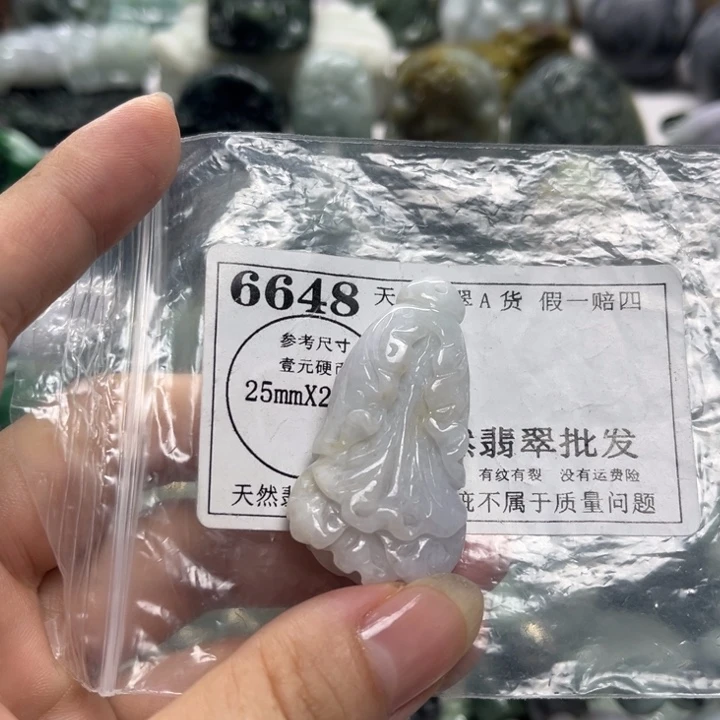 6648 天 翠A货 假一赔四
参考尺寸
壹元硬
25mmX2
翡翠批发
有纹有裂 没有运费险
天然 不属于质量问题